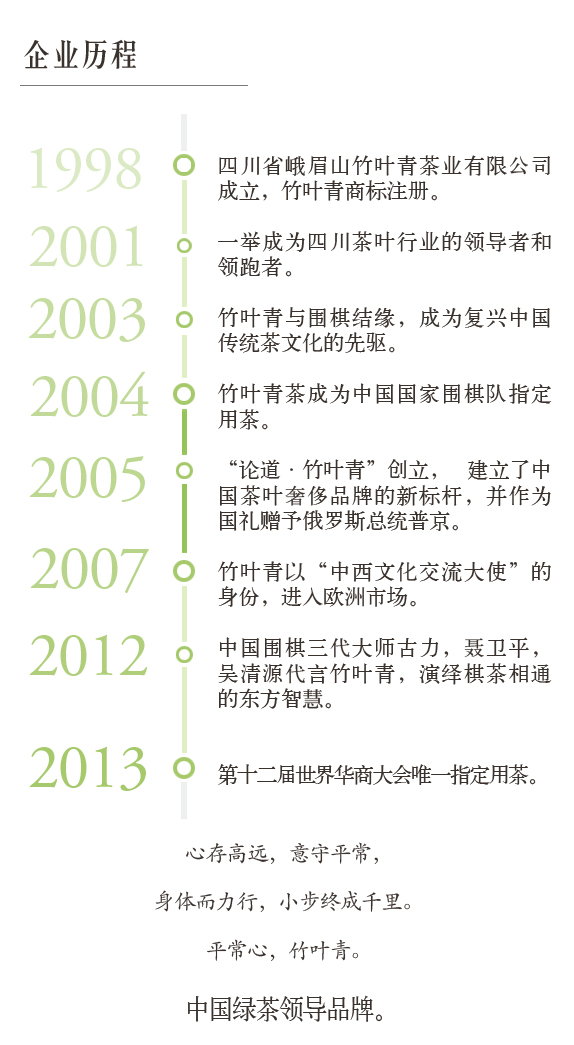 企业历程
1998
四川省峨眉山竹叶青茶业有限公司
成立，竹叶青商标注册。
2001
一举成为四川茶叶行业的领导者和
领跑者。
2003
竹叶青与围棋结缘，成为复兴中国
传统茶文化的先驱。
2004
竹叶青茶成为中国国家围棋队指定
用茶。
2005
“论道·竹叶青”创立， 建立了中
国茶叶奢侈品牌的新标杆，并作为
国礼赠予俄罗斯总统普京。
2007
竹叶青以“中西文化交流大使”的
身份，进入欧洲市场。
2012
中国围棋三代大师古力，聂卫平，
吴清源代言竹叶青，演绎棋茶相通
的东方智慧。
2013
第十二届世界华商大会唯一指定用茶。
心存高远，意守平常，
身体而力行，小步终成千里。
平常心，竹叶青。
中国绿茶领导品牌。